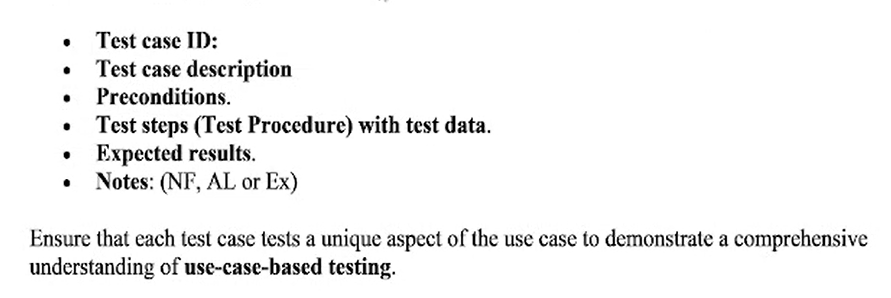 • Test case ID:
• Test case description
• Preconditions.
• Test steps (Test Procedure) with test data.
• Expected results.
• Notes: (NF, AL or Ex)
Ensure that each test case tests a unique aspect of the use case to demonstrate a comprehensive
understanding of use-case-based testing.